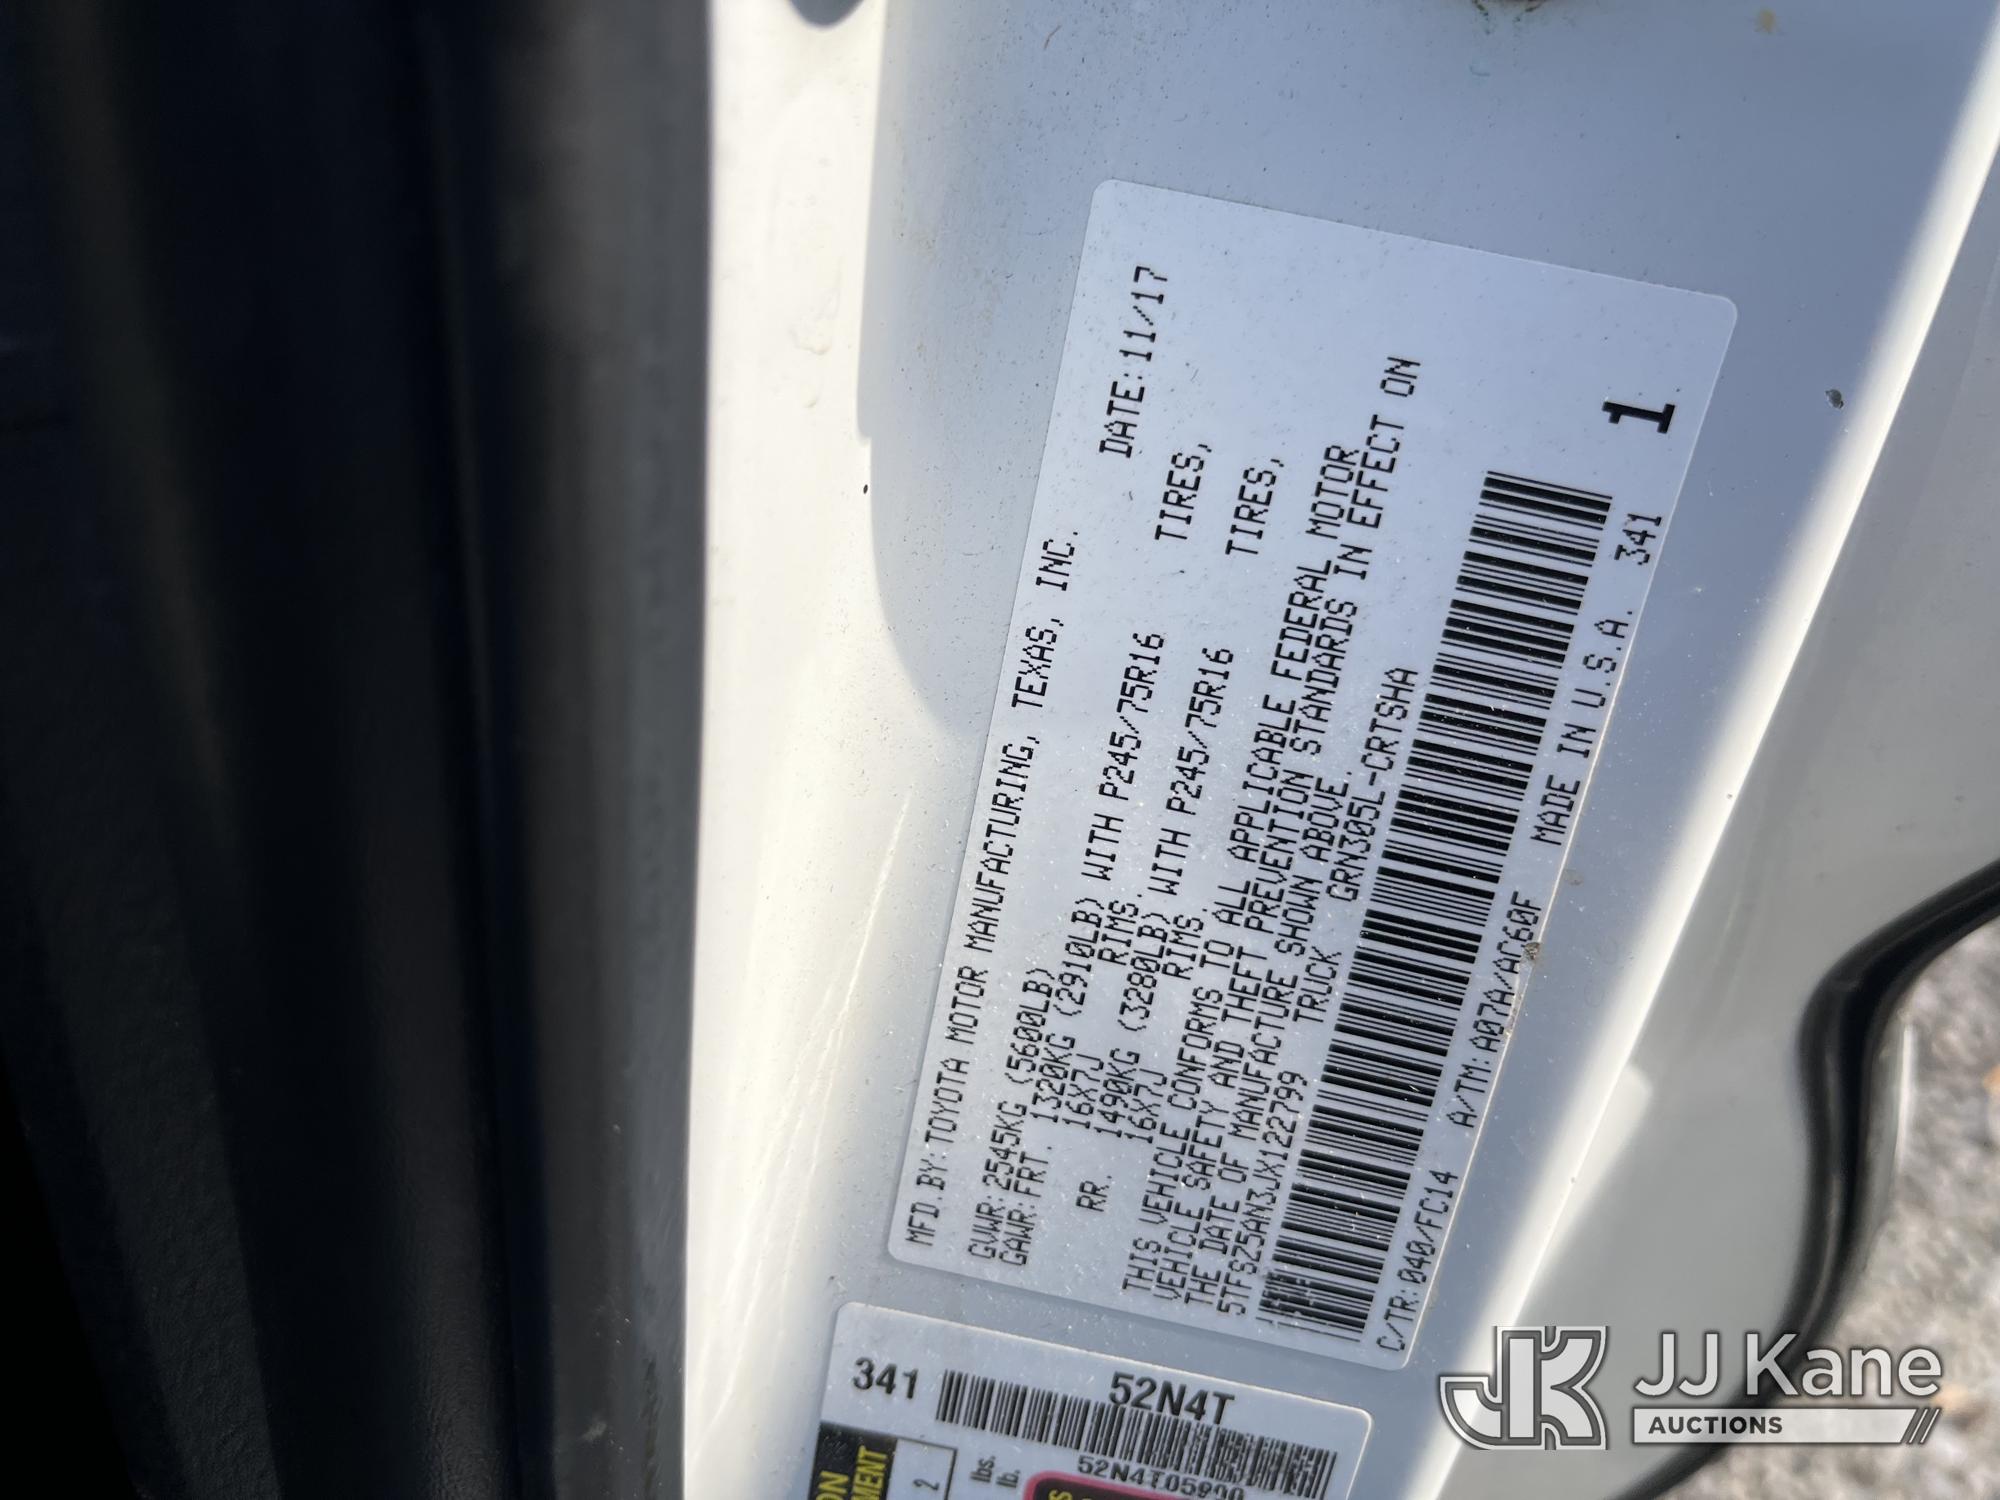 MFD.BY:TOYOTA MOTOR MANUFACTURING, TEXAS, INC. DATE:11/17
GVWR:2545KG (5600LB)
GAWR:FRT. 1320KG (2910LB) WITH P245/75R16 TIRES,
16X7J RIMS.
RR. 1490KG (3280LB) WITH P245/75R16 TIRES,
16X7J RIMS.
THIS VEHICLE CONFORMS TO ALL APPLICABLE FEDERAL MOTOR
VEHICLE SAFETY AND THEFT PREVENTION STANDARDS IN EFFECT ON
THE DATE OF MANUFACTURE SHOWN ABOVE.
5TFSZ5AN3JX122799 TRUCK GRN305L-CRTSHA
1
C/TR:040/FC14 A/TM:A07A/AC60F MADE IN U.S.A. 341
341 52N4T
2
lbs.
lb.
JJ Kane
AUCTIONS